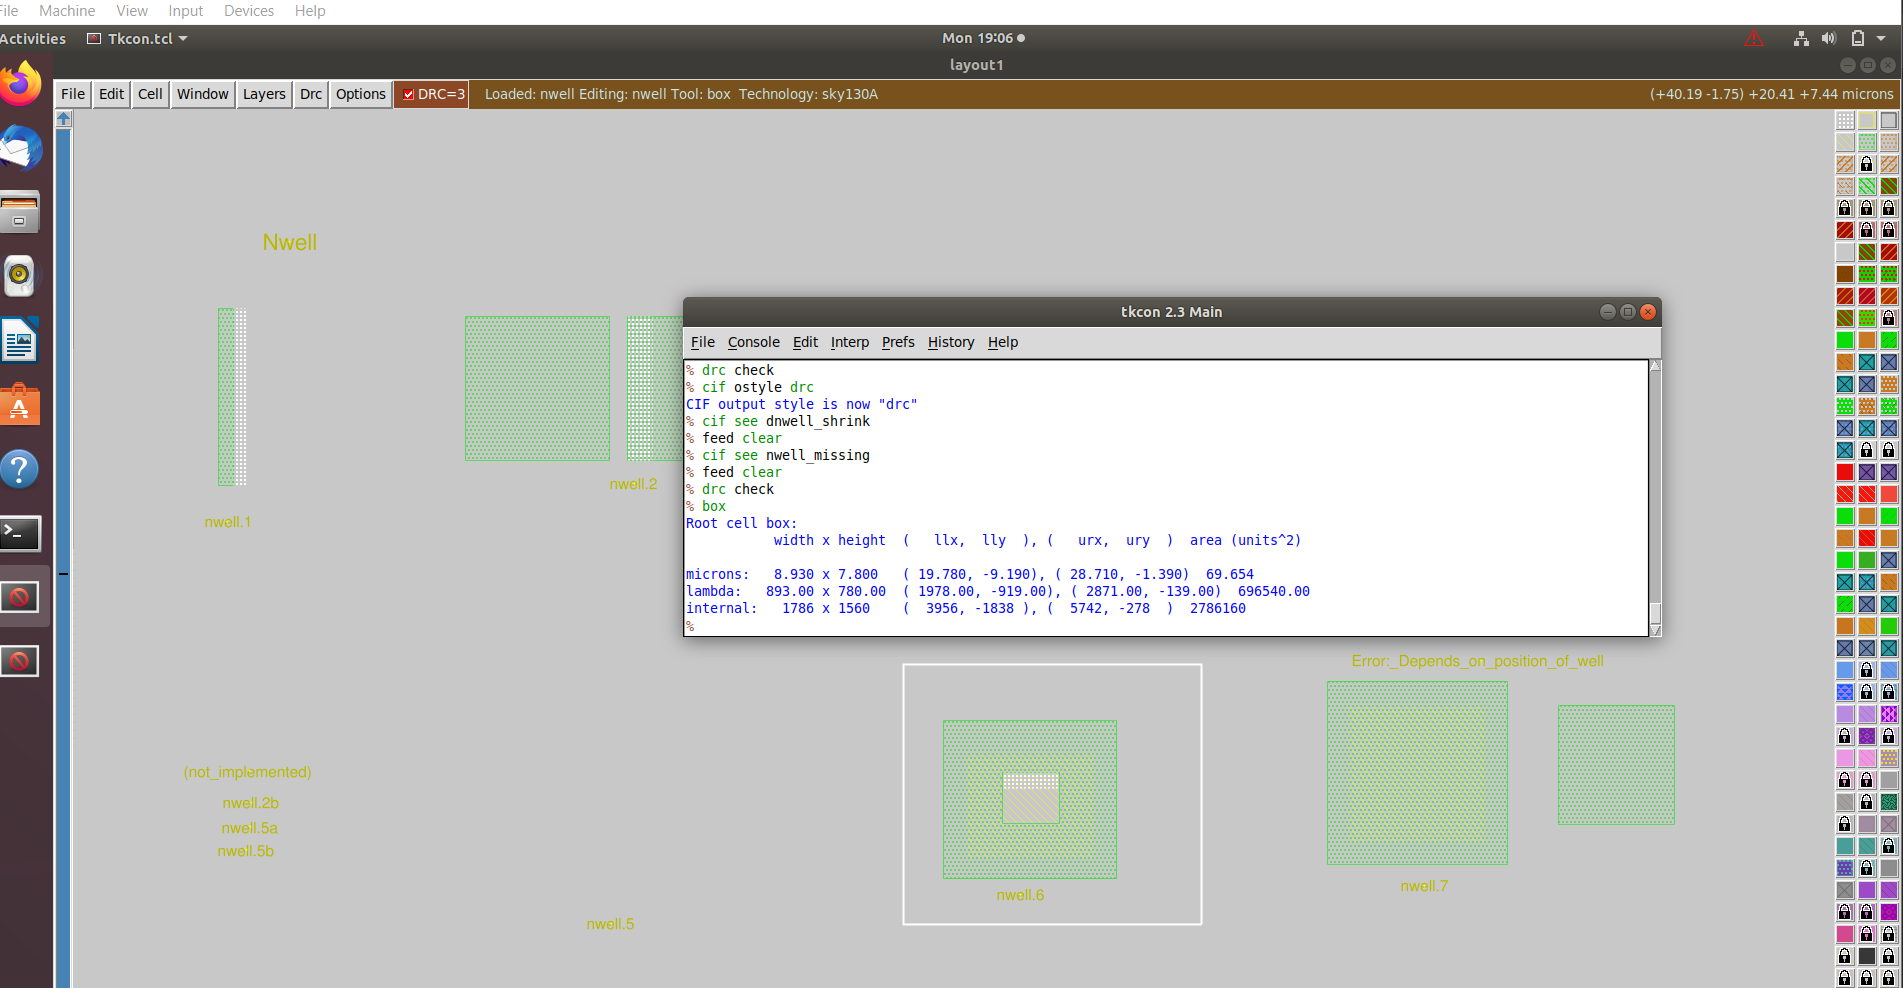 File Machine View Input Devices Help
Activities Tkcon.tcl Mon 19:06
layout1
File Edit Cell Window Layers Drc Options DRC=3 Loaded: nwell Editing: nwell Tool: box Technology: sky130A (+40.19 -1.75) +20.41 +7.44 microns
Nwell
nwell.1
nwell.2
tkcon 2.3 Main
File Console Edit Interp Prefs History Help
% drc check
% cif ostyle drc
CIF output style is now "drc"
% cif see dnwell_shrink
% feed clear
% cif see nwell_missing
% feed clear
% drc check
% box
Root cell box:
width x height ( llx, lly ), ( urx, ury ) area (units^2)
microns: 8.930 x 7.800 ( 19.780, -9.190), ( 28.710, -1.390) 69.654
lambda: 893.00 x 780.00 ( 1978.00, -919.00), ( 2871.00, -139.00) 696540.00
internal: 1786 x 1560 ( 3956, -1838 ), ( 5742, -278 ) 2786160
%
Error:_Depends_on_position_of_well
(not_implemented)
nwell.2b
nwell.5a
nwell.5b
nwell.5
nwell.6
nwell.7